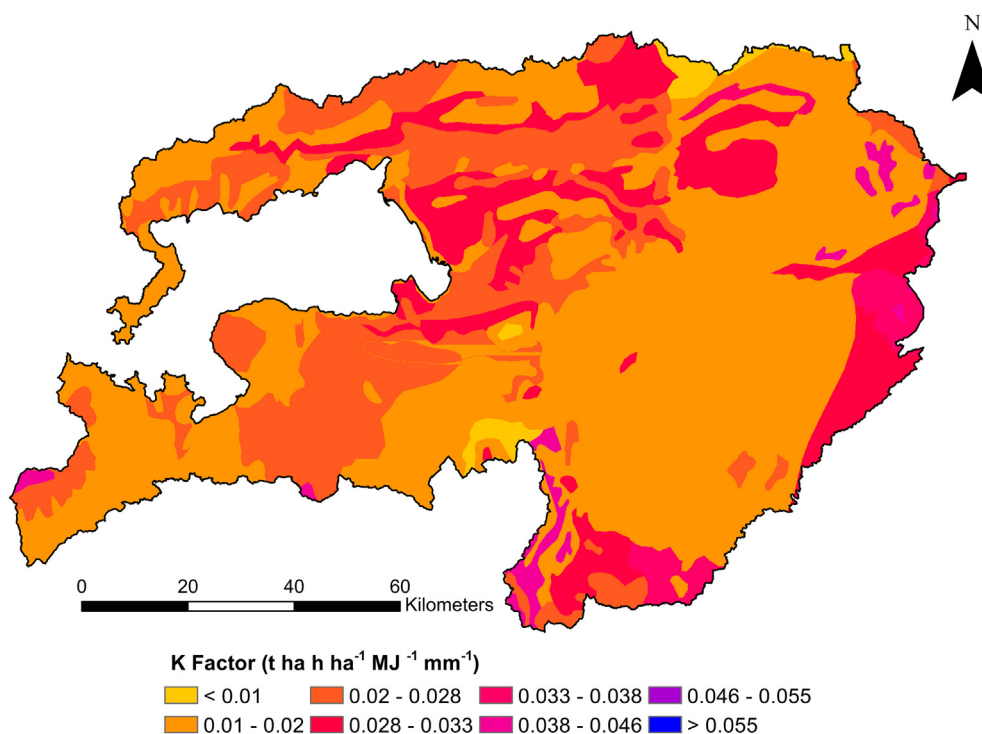 N
0 20 40 60
Kilometers
K Factor (t ha h ha⁻¹ MJ ⁻¹ mm⁻¹)
< 0.01 0.02 - 0.028 0.033 - 0.038 0.046 - 0.055
0.01 - 0.02 0.028 - 0.033 0.038 - 0.046 > 0.055